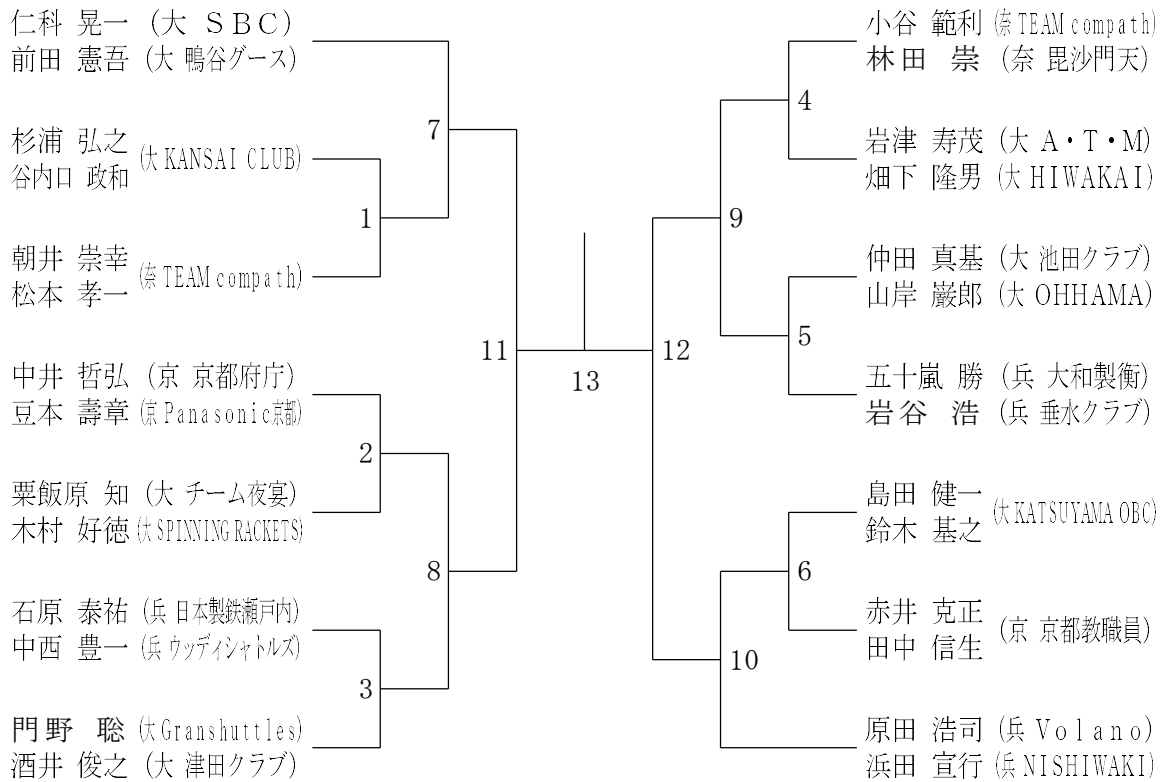 仁科 晃一 (大 ＳＢＣ)
前田 憲吾 (大 鴨谷グース)
杉浦 弘之
谷内口 政和
(大 KANSAI CLUB)
朝井 崇幸
松本 孝一
(奈 TEAM compath)
中井 哲弘 (京 京都府庁)
豆本 壽章 (京 Panasonic京都)
粟飯原 知 (大 チーム夜宴)
木村 好徳 (大 SPINNING RACKETS)
石原 泰祐 (兵 日本製鉄瀬戸内)
中西 豊一 (兵 ウッディシャトルズ)
門野 聡 (大 Granshuttles)
酒井 俊之 (大 津田クラブ)
7
1
2
8
3
11
13
12
4
9
5
6
10
小谷 範利 (奈 TEAM compath)
林田 崇 (奈 毘沙門天)
岩津 寿茂 (大 Ａ・Ｔ・Ｍ)
畑下 隆男 (大 HIWAKAI)
仲田 真基 (大 池田クラブ)
山岸 巌郎 (大 OHHAMA)
五十嵐 勝 (兵 大和製衡)
岩谷 浩 (兵 垂水クラブ)
島田 健一
鈴木 基之
(大 KATSUYAMA OBC)
赤井 克正
田中 信生
(京 京都教職員)
原田 浩司 (兵 Volano)
浜田 宣行 (兵 NISHIWAKI)